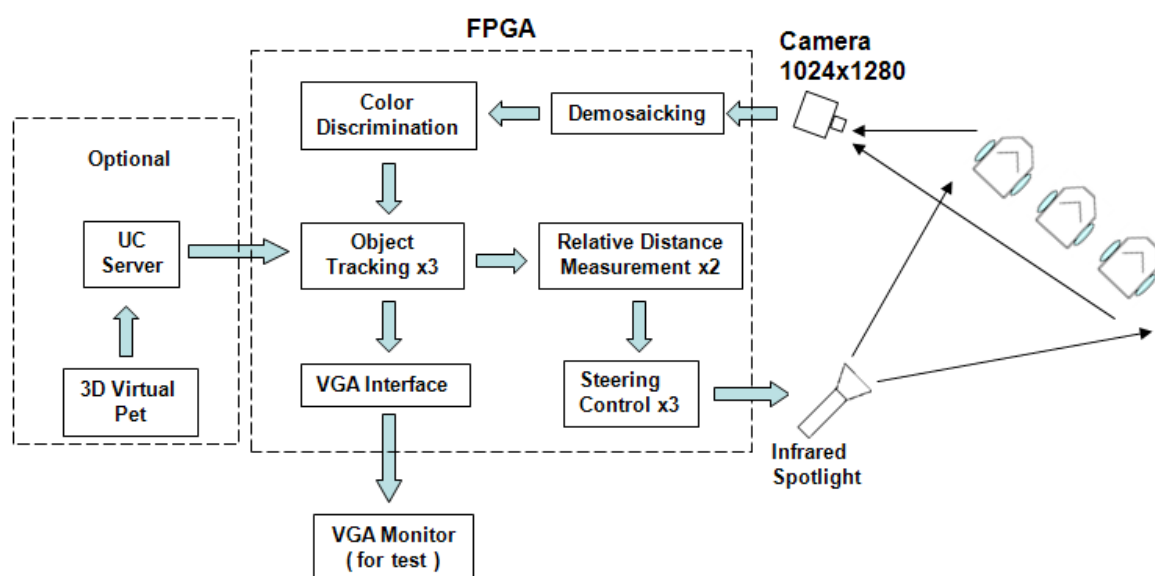 FPGA
Camera
1024x1280
Color
Discrimination
Demosaicking
Optional
UC
Server
Object
Tracking x3
Relative Distance
Measurement x2
3D Virtual
Pet
VGA Interface
Steering
Control x3
Infrared
Spotlight
VGA Monitor
( for test )